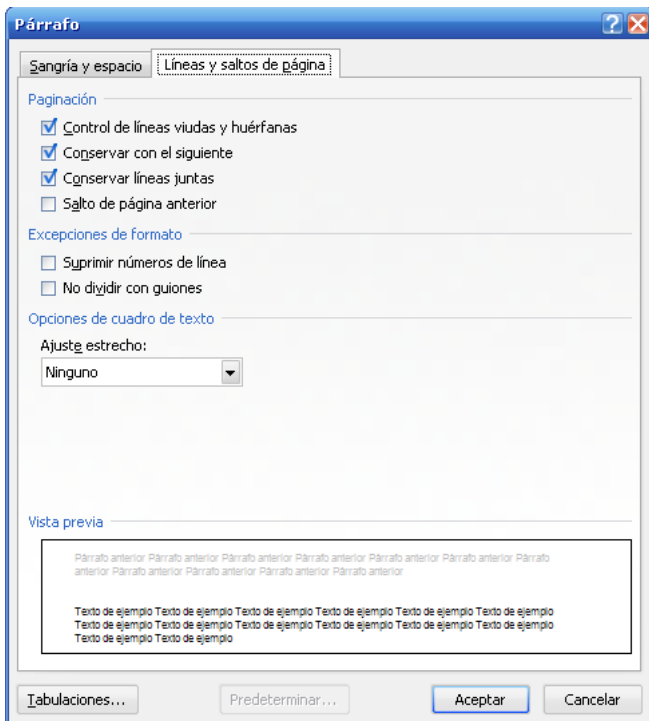 Párrafo
Sangría y espacio
Líneas y saltos de página
Paginación
Control de líneas viudas y huérfanas
Conservar con el siguiente
Conservar líneas juntas
Salto de página anterior
Excepciones de formato
Suprimir números de línea
No dividir con guiones
Opciones de cuadro de texto
Ajuste estrecho:
Ninguno
Vista previa
Párrafo anterior Párrafo anterior Párrafo anterior Párrafo anterior Párrafo anterior Párrafo anterior Párrafo
anterior Párrafo anterior Párrafo anterior Párrafo anterior Párrafo anterior
Texto de ejemplo Texto de ejemplo Texto de ejemplo Texto de ejemplo Texto de ejemplo Texto de ejemplo
Texto de ejemplo Texto de ejemplo Texto de ejemplo Texto de ejemplo Texto de ejemplo Texto de ejemplo
Texto de ejemplo Texto de ejemplo
Tabulaciones...
Predeterminar...
Aceptar
Cancelar